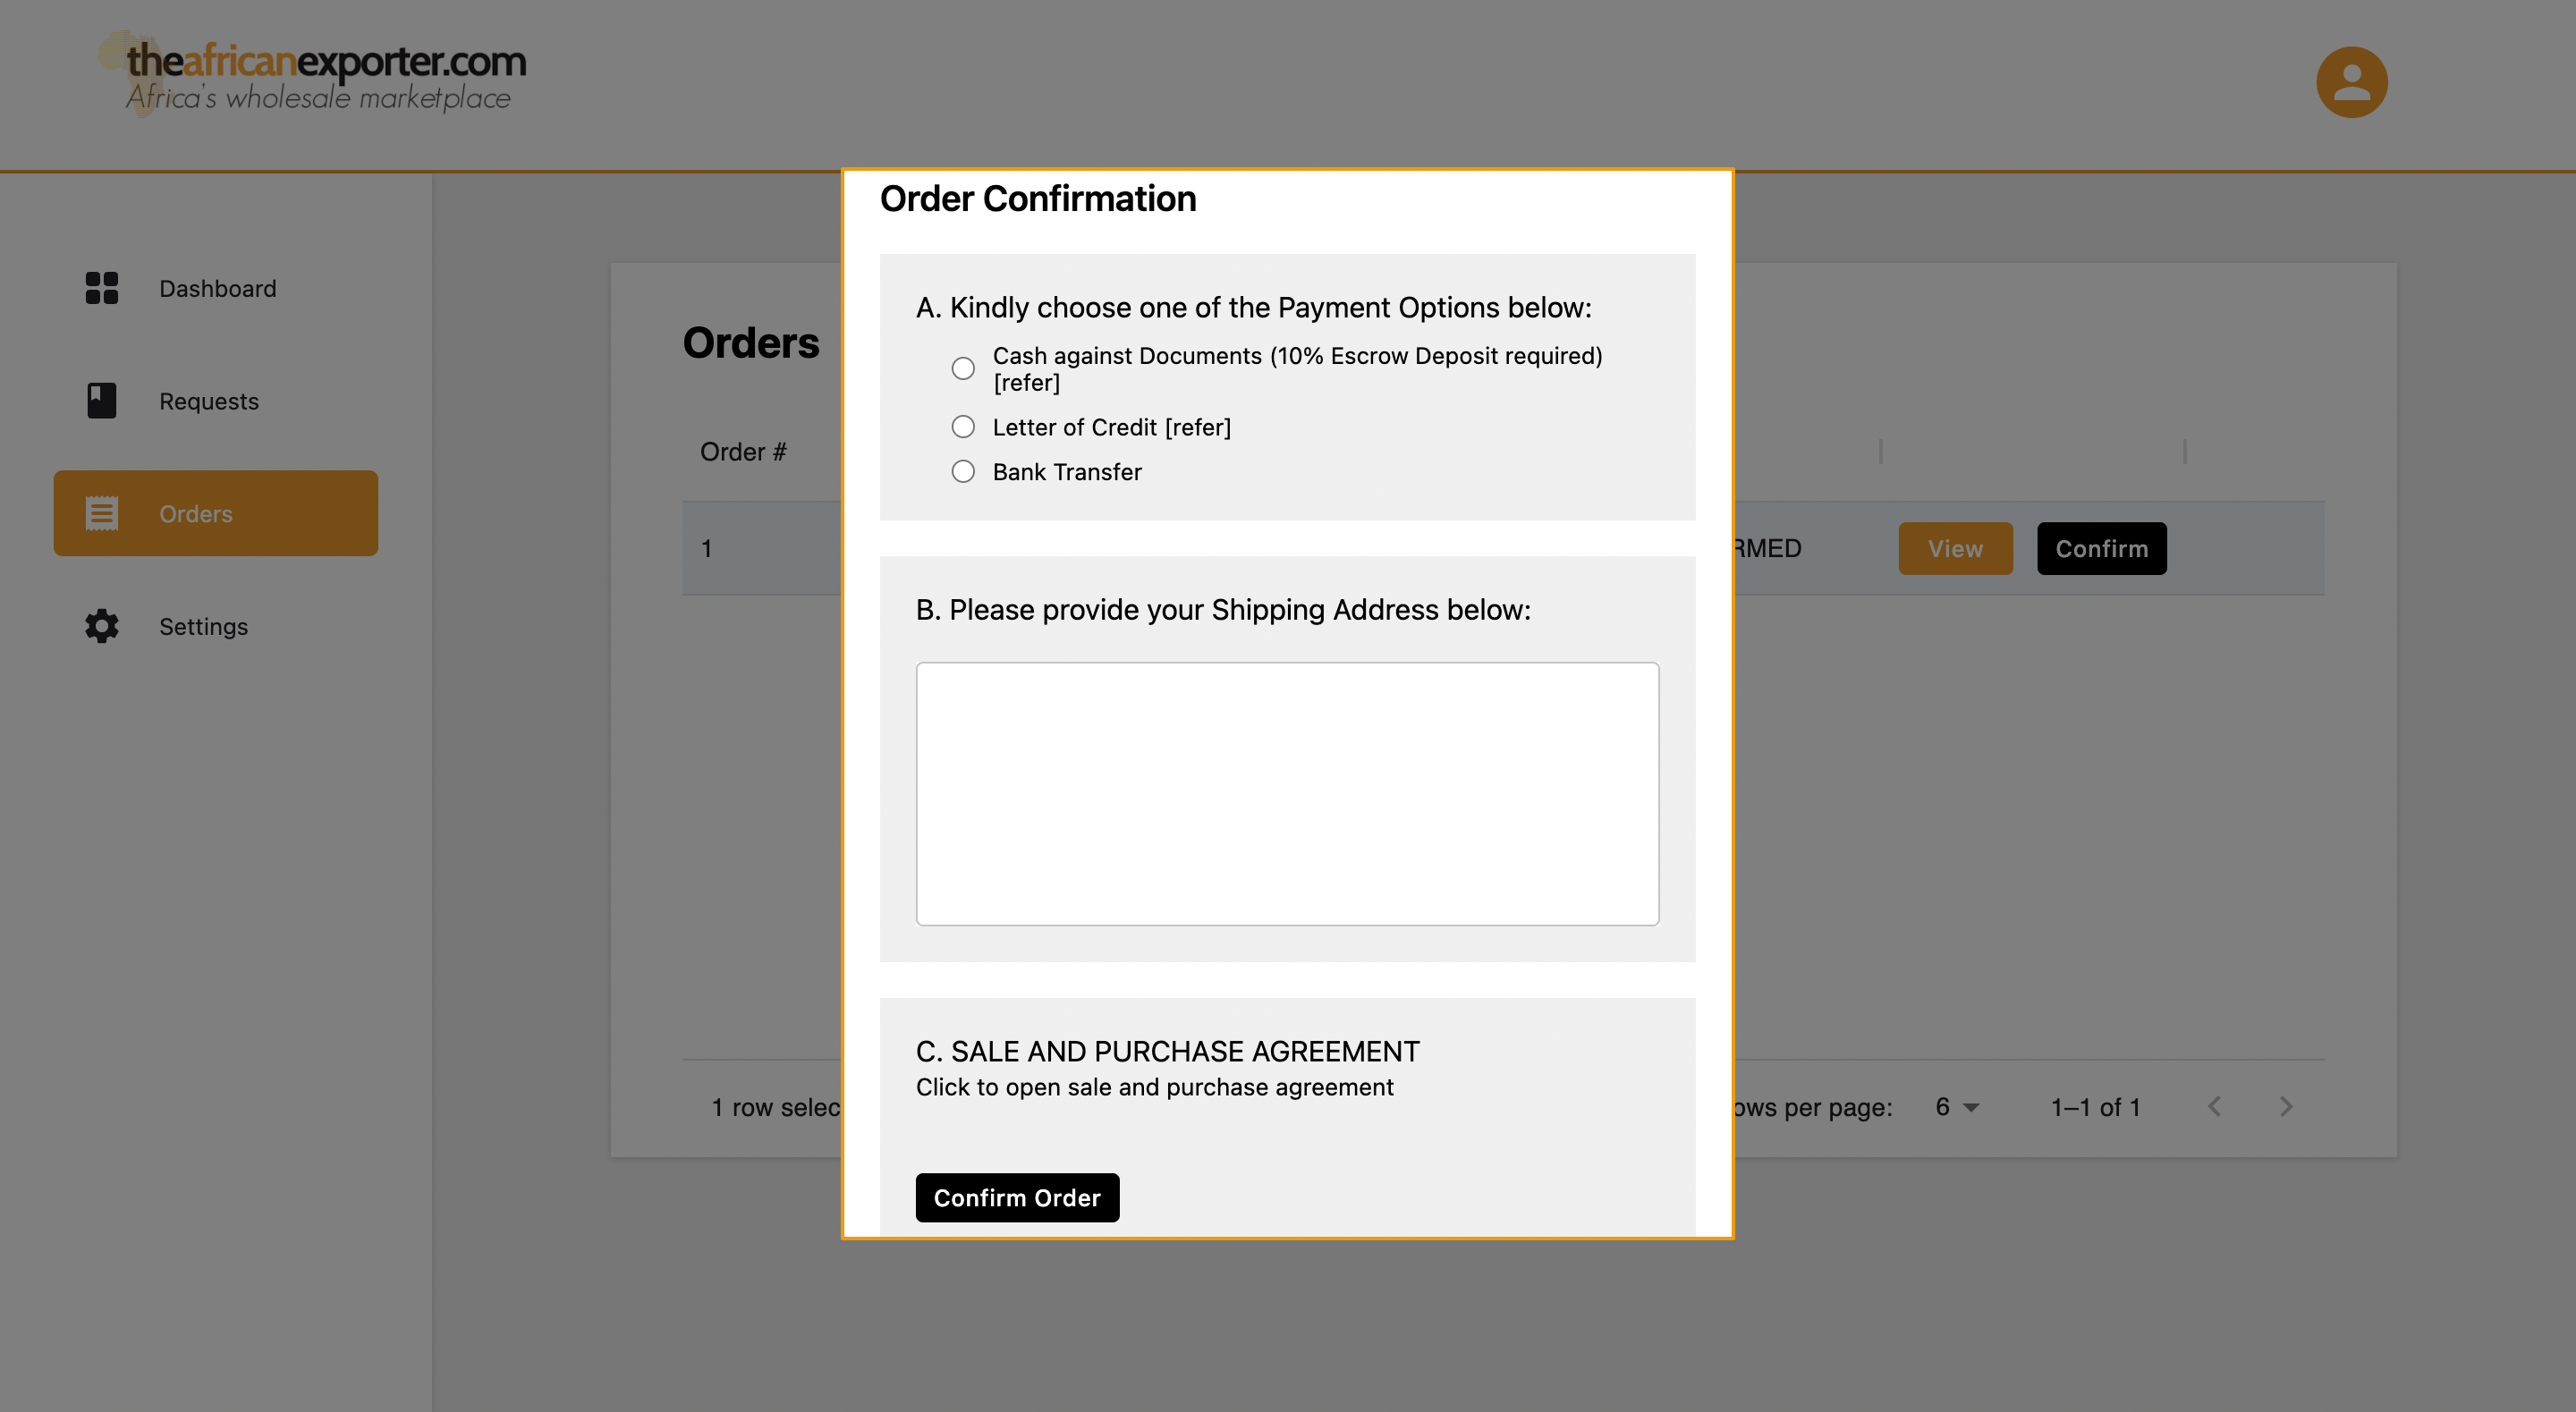 theafricanexporter.com
Africa's wholesale marketplace
Dashboard
Requests
Orders
Settings
Orders
Order #
1
View
Confirm
1 row
per page:
6
1–1 of 1
Order Confirmation
A. Kindly choose one of the Payment Options below:
Cash against Documents (10% Escrow Deposit required)
[refer]
Letter of Credit [refer]
Bank Transfer
B. Please provide your Shipping Address below:
C. SALE AND PURCHASE AGREEMENT
Click to open sale and purchase agreement
Confirm Order